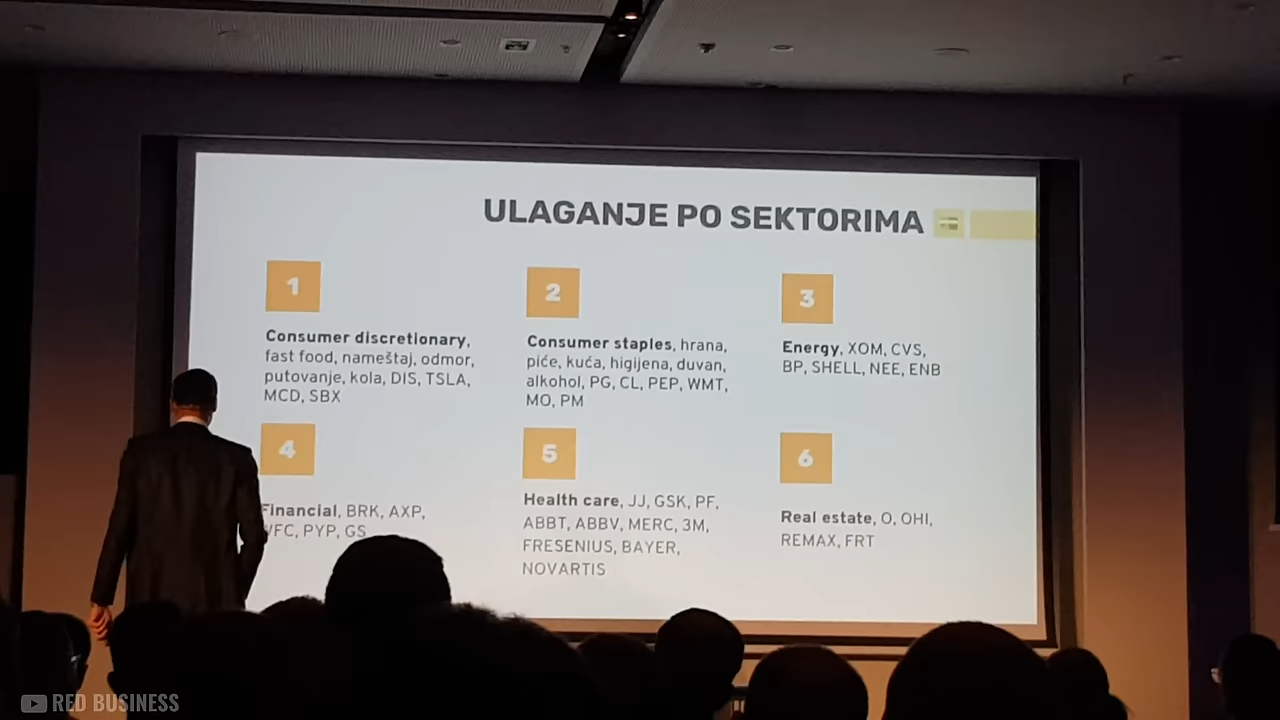 ULAGANJE PO SEKTORIMA
1
Consumer discretionary,
fast food, nameštaj, odmor,
putovanje, kola, DIS, TSLA,
MCD, SBX
2
Consumer staples, hrana,
piće, kuća, higijena, duvan,
alkohol, PG, CL, PEP, WMT,
MO, PM
3
Energy, XOM, CVS,
BP, SHELL, NEE, ENB
4
Financial, BRK, AXP,
WFC, PYP, GS
5
Health care, JJ, GSK, PF,
ABBT, ABBV, MERC, 3M,
FRESENIUS, BAYER,
NOVARTIS
6
Real estate, O, OHI,
REMAX, FRT
RED BUSINESS